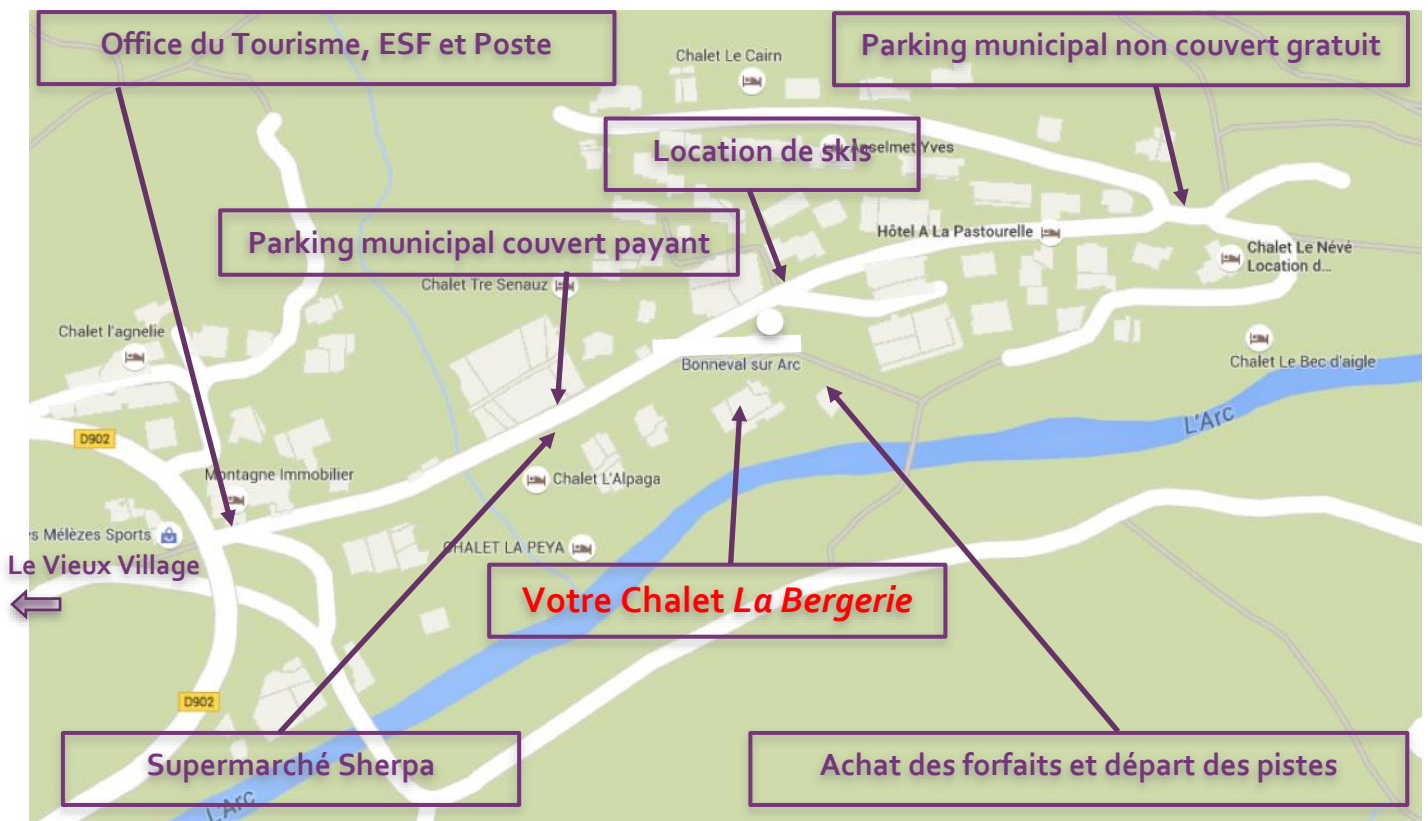 Office du Tourisme, ESF et Poste
Parking municipal non couvert gratuit
Chalet Le Cairn
Location de skis
Anselmet Yves
Parking municipal couvert payant
Hôtel A La Pastourelle
Chalet Le Névé
Location d...
Chalet Tre Senauz
Chalet l'agnelie
Bonneval sur Arc
Chalet Le Bec d'aigle
L'Arc
D902
Montagne Immobilier
Chalet L'Alpaga
es Mélèzes Sports
CHALET LA PEYA
Le Vieux Village
Votre Chalet La Bergerie
D902
Supermarché Sherpa
Achat des forfaits et départ des pistes
L'Arc